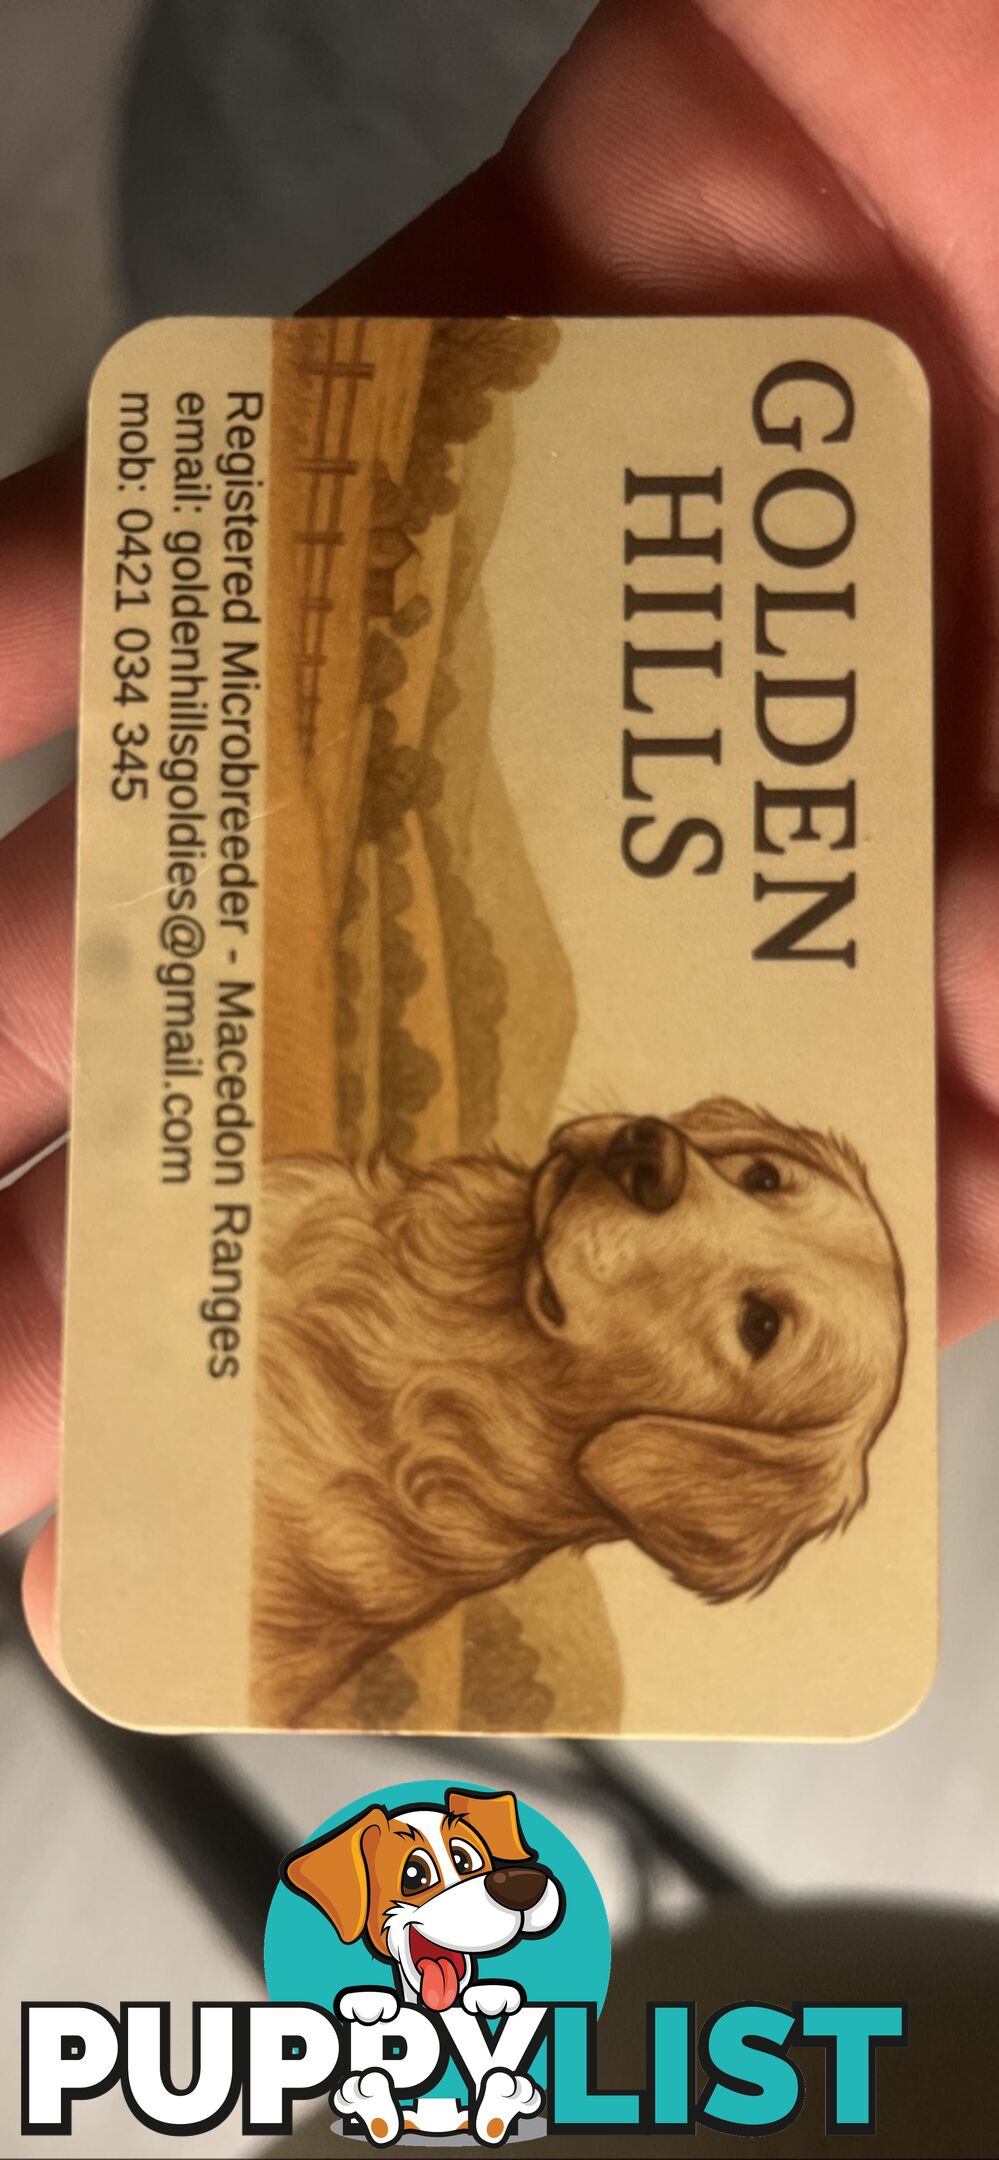 GOLDEN
HILLS
Registered Microbreeder - Macedon Ranges
email: goldenhillsgoldies@gmail.com
mob: 0421 034 345
PUPPYLIST